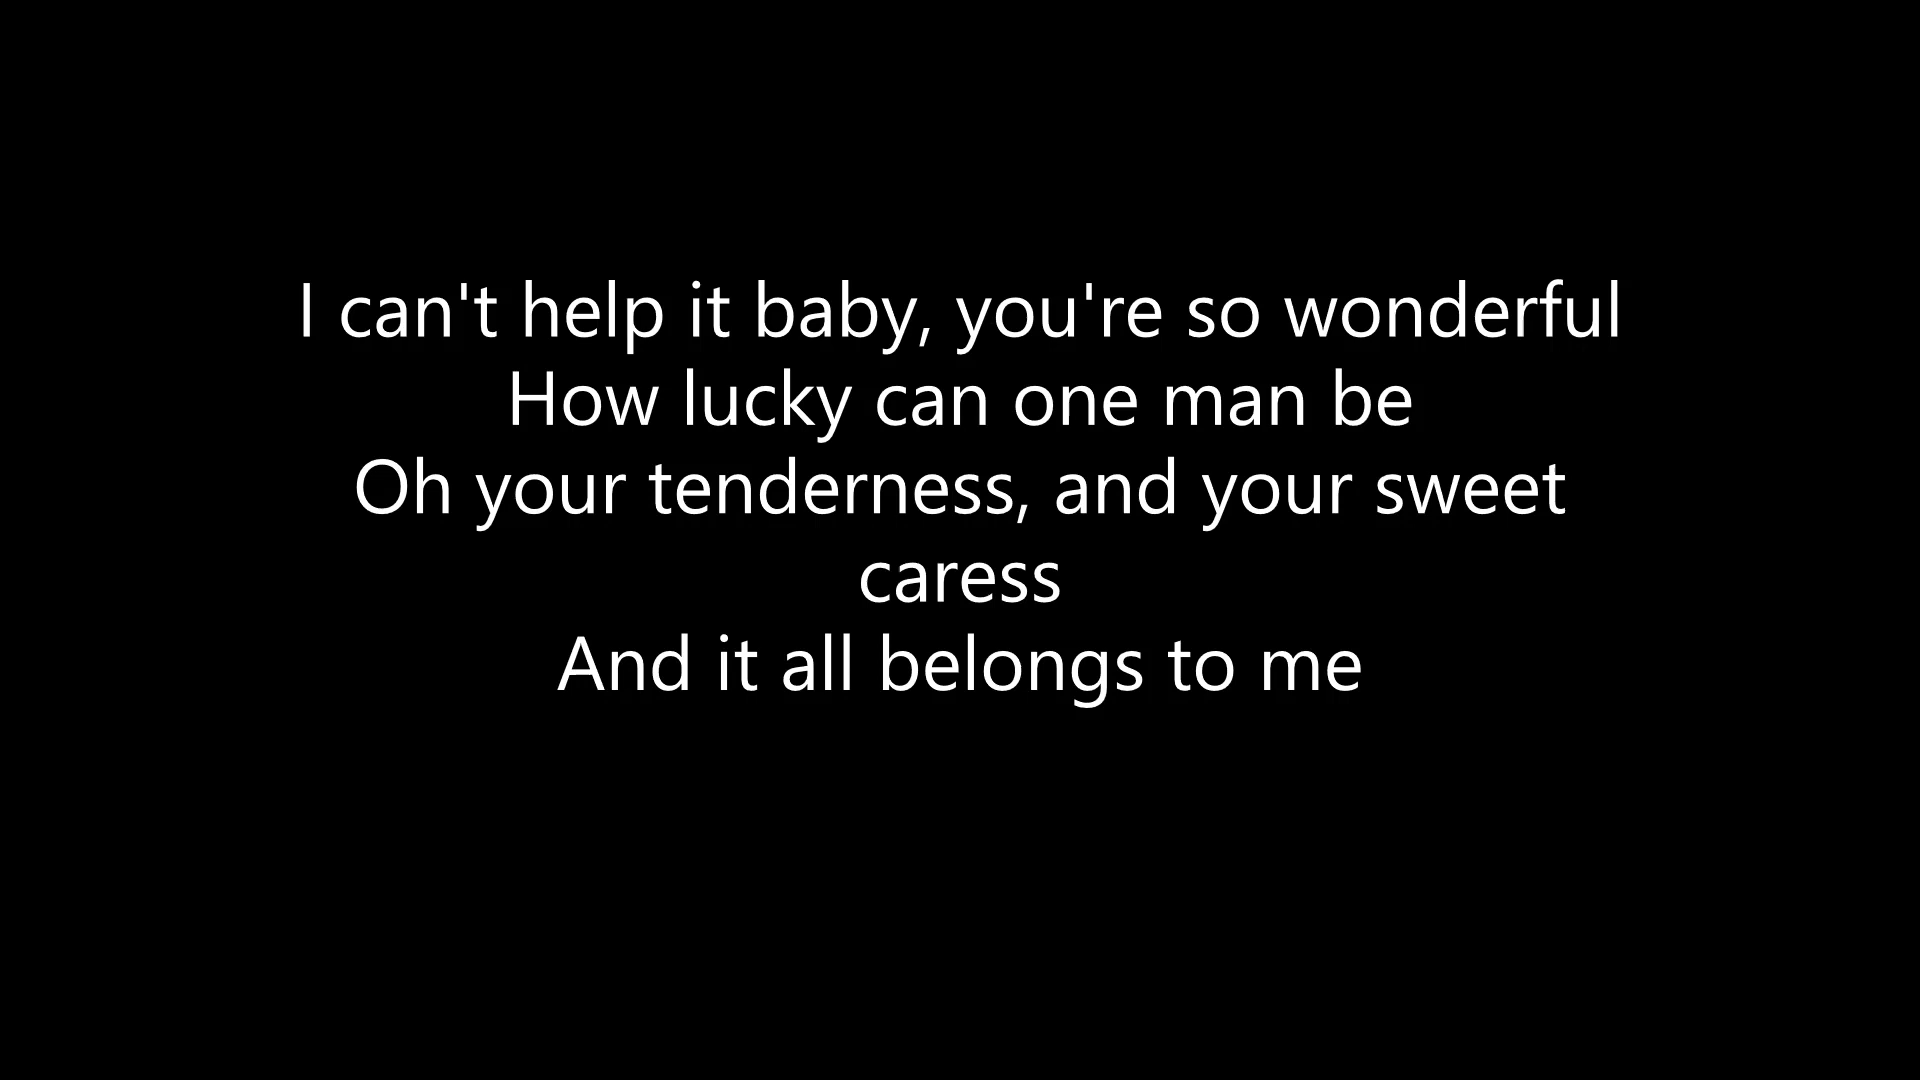 I can't help it baby, you're so wonderful
How lucky can one man be
Oh your tenderness, and your sweet
caress
And it all belongs to me